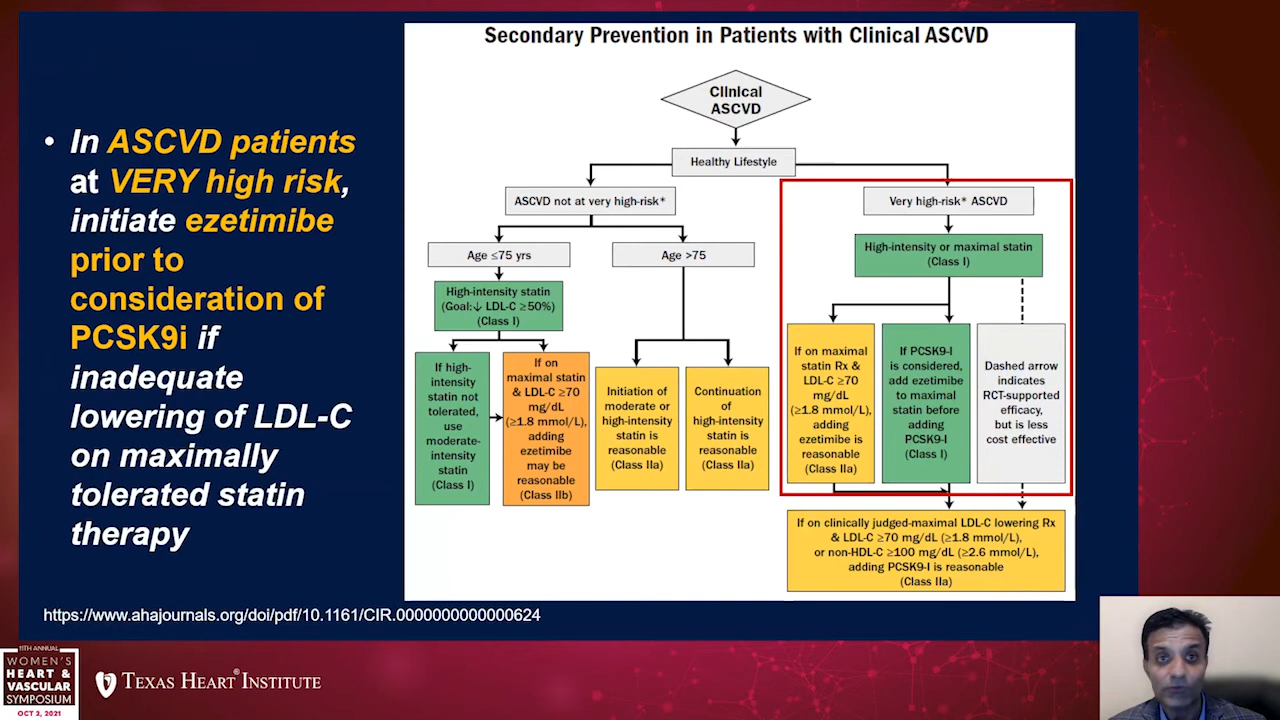 Secondary Prevention in Patients with Clinical ASCVD
• In ASCVD patients
at VERY high risk,
initiate ezetimibe
prior to
consideration of
PCSK9i if
inadequate
lowering of LDL-C
on maximally
tolerated statin
therapy
Clinical
ASCVD
Healthy Lifestyle
ASCVD not at very high-risk*
Age ≤75 yrs
Age >75
High-intensity statin
(Goal:↓ LDL-C ≥50%)
(Class I)
If high-
intensity
statin not
tolerated,
use
moderate-
intensity
statin
(Class I)
If on
maximal statin
& LDL-C ≥70
mg/dL
(≥1.8 mmol/L),
adding
ezetimibe
may be
reasonable
(Class IIb)
Initiation of
moderate or
high-intensity
statin is
reasonable
(Class IIa)
Continuation
of
high-intensity
statin is
reasonable
(Class IIa)
Very high-risk* ASCVD
High-intensity or maximal statin
(Class I)
If on maximal
statin Rx &
LDL-C ≥70
mg/dL
(≥1.8 mmol/L),
adding
ezetimibe is
reasonable
(Class IIa)
If PCSK9-I
is considered,
add ezetimibe
to maximal
statin before
adding
PCSK9-I
(Class I)
Dashed arrow
indicates
RCT-supported
efficacy,
but is less
cost effective
If on clinically judged-maximal LDL-C lowering Rx
& LDL-C ≥70 mg/dL (≥1.8 mmol/L),
or non-HDL-C ≥100 mg/dL (≥2.6 mmol/L),
adding PCSK9-I is reasonable
(Class IIa)
https://www.ahajournals.org/doi/pdf/10.1161/CIR.0000000000000624
11TH ANNUAL
WOMEN'S
HEART &
VASCULAR
SYMPOSIUM
OCT 2, 2021
TEXAS HEART® INSTITUTE